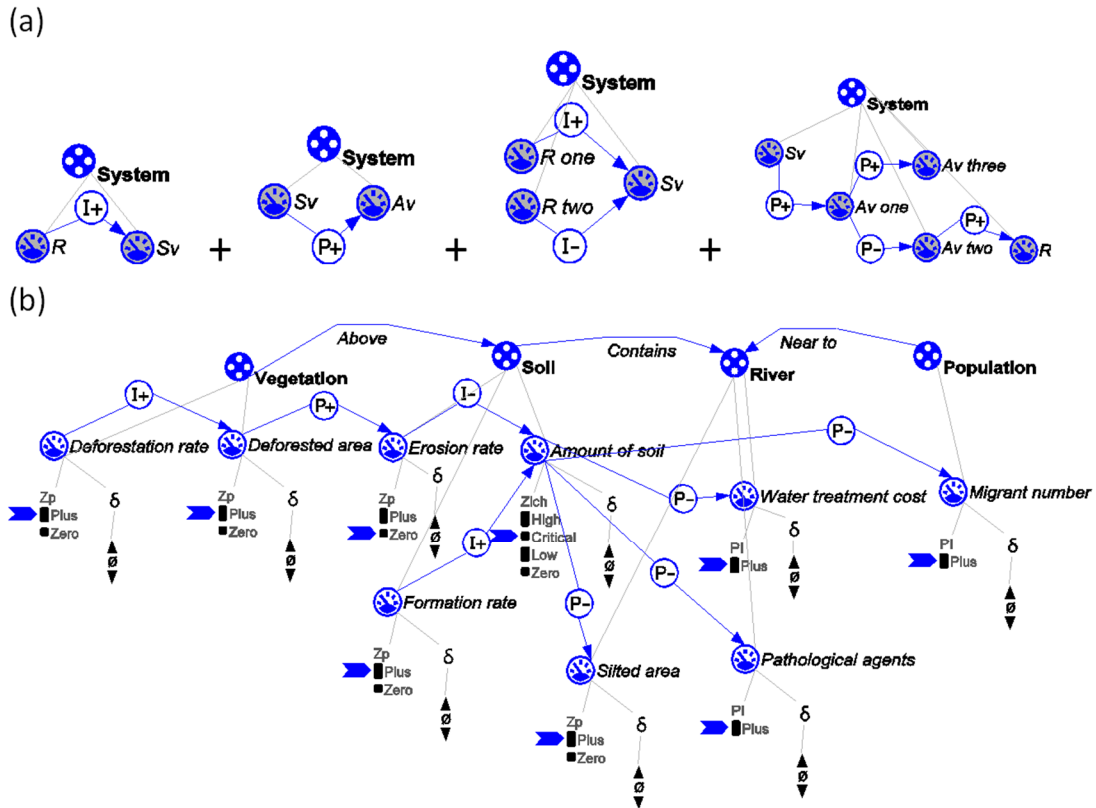 (a)
System
I+
R
Sv
+
System
Sv
Av
P+
+
System
I+
R one
R two
Sv
I-
+
System
Sv
P+
Av three
P+
Av one
P-
P+
Av two
R
(b)
Above
Soil
Contains
River
Near to
Population
Vegetation
I+
P+
I-
P-
Deforestation rate
Deforested area
Erosion rate
Amount of soil
Zp
Plus
Zero
δ
ø
Zp
Plus
Zero
δ
ø
Zp
Plus
Zero
δ
ø
Zlch
High
Critical
Low
Zero
δ
ø
P-
Water treatment cost
Pl
Plus
δ
ø
Migrant number
Pl
Plus
δ
ø
I+
Formation rate
Zp
Plus
Zero
δ
ø
P-
Silted area
Zp
Plus
Zero
δ
ø
P-
Pathological agents
Pl
Plus
δ
ø